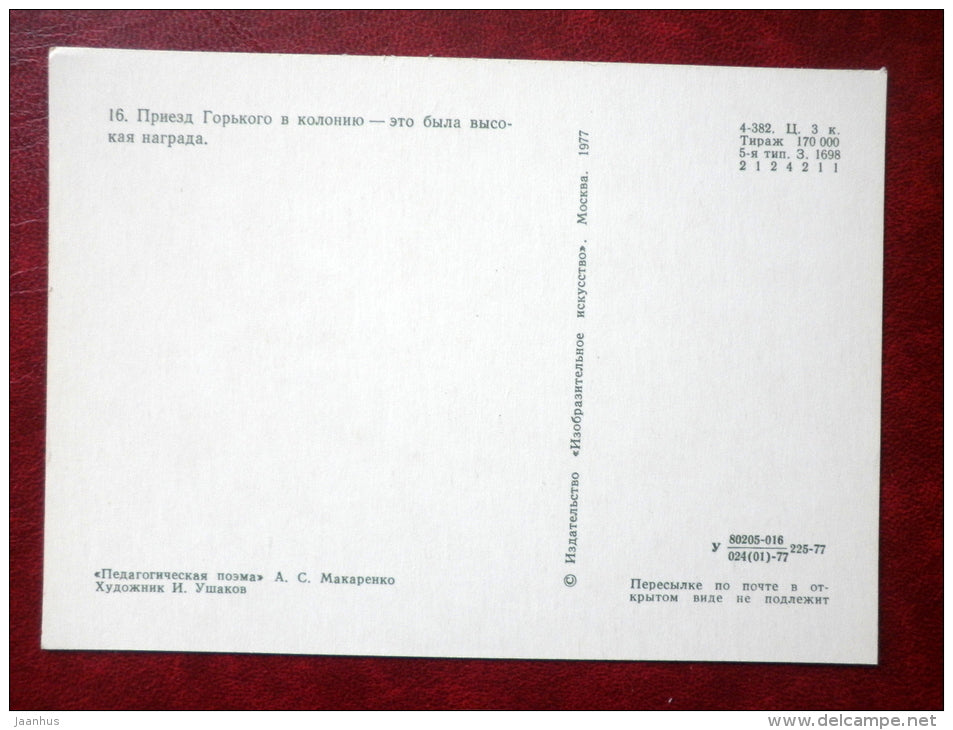 16. Приезд Горького в колонию — это была высо-
кая награда.
4-382. Ц. 3 к.
Тираж 170 000
5-я тип. З. 1698
2 1 2 4 2 1 1
© Издательство «Изобразительное искусство». Москва. 1977
У 80205-016
024(01)-77 225-77
«Педагогическая поэма» А. С. Макаренко
Художник И. Ушаков
Пересылке по почте в от-
крытом виде не подлежит
jaanhus
www.delcampe.net